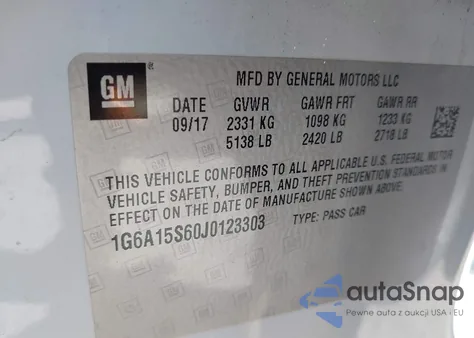 GM
MFD BY GENERAL MOTORS LLC
DATE GVWR GAWR FRT GAWR RR
09/17 2331 KG 1098 KG 1233 KG
5138 LB 2420 LB 2718 LB
THIS VEHICLE CONFORMS TO ALL APPLICABLE U.S. FEDERAL MOTOR
VEHICLE SAFETY, BUMPER, AND THEFT PREVENTION STANDARDS IN
EFFECT ON THE DATE OF MANUFACTURE SHOWN ABOVE.
1G6A15S60J0123303 TYPE: PASS CAR
autoSnap
Pewne auta z aukcji USA - EU